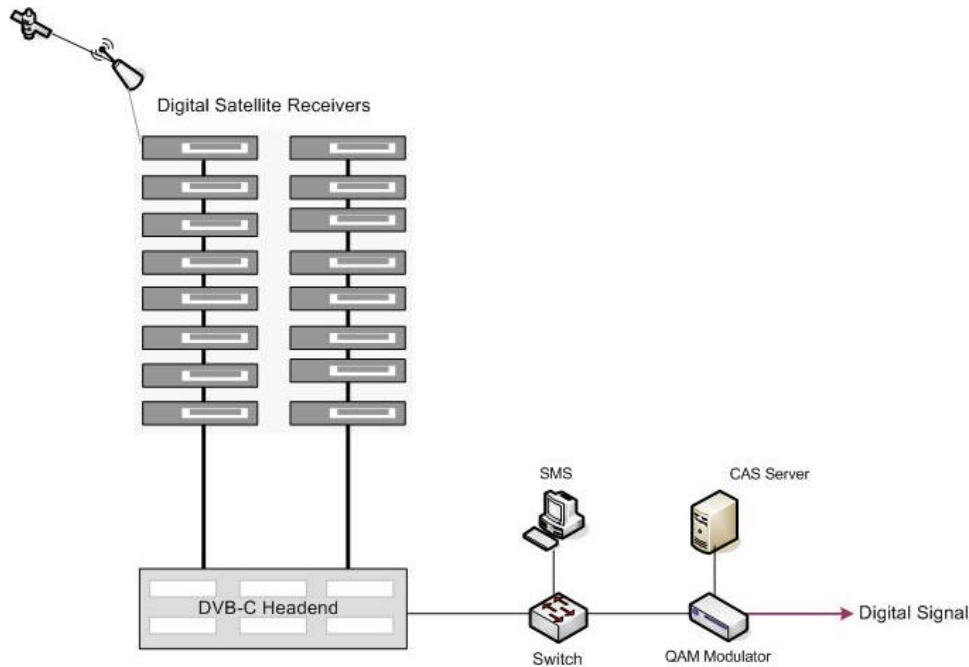 Digital Satellite Receivers
SMS
CAS Server
DVB-C Headend
Digital Signal
Switch
QAM Modulator